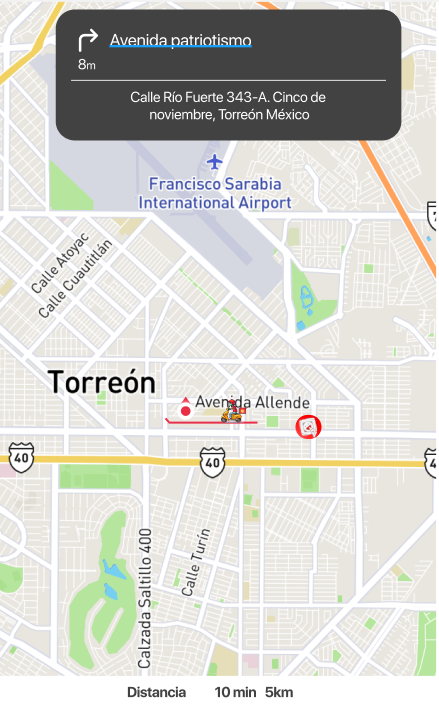 Avenida patriotismo
8m
Calle Río Fuerte 343-A. Cinco de
noviembre, Torreón México
Francisco Sarabia
International Airport
Calle Atoyac
Calle Cuautitlán
Torreón
Avenida Allende
40
40
Calle Turín
Calzada Saltillo 400
Distancia 10 min 5km